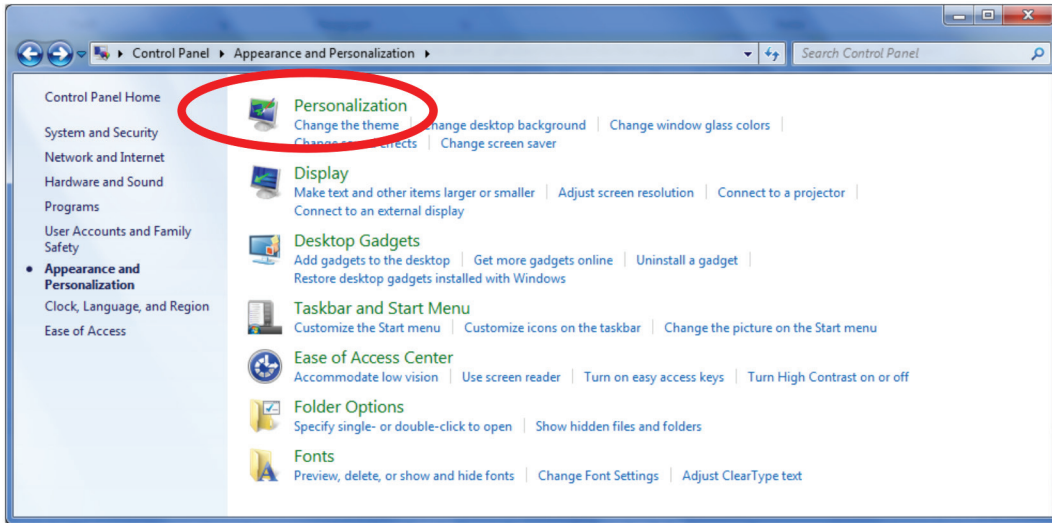 Control Panel Appearance and Personalization Search Control Panel
Control Panel Home
System and Security
Network and Internet
Hardware and Sound
Programs
User Accounts and Family
Safety
Appearance and
Personalization
Clock, Language, and Region
Ease of Access
Personalization
Change the theme Change desktop background Change window glass colors
Change effects Change screen saver
Display
Make text and other items larger or smaller Adjust screen resolution Connect to a projector
Connect to an external display
Desktop Gadgets
Add gadgets to the desktop Get more gadgets online Uninstall a gadget
Restore desktop gadgets installed with Windows
Taskbar and Start Menu
Customize the Start menu Customize icons on the taskbar Change the picture on the Start menu
Ease of Access Center
Accommodate low vision Use screen reader Turn on easy access keys Turn High Contrast on or off
Folder Options
Specify single- or double-click to open Show hidden files and folders
Fonts
Preview, delete, or show and hide fonts Change Font Settings Adjust ClearType text